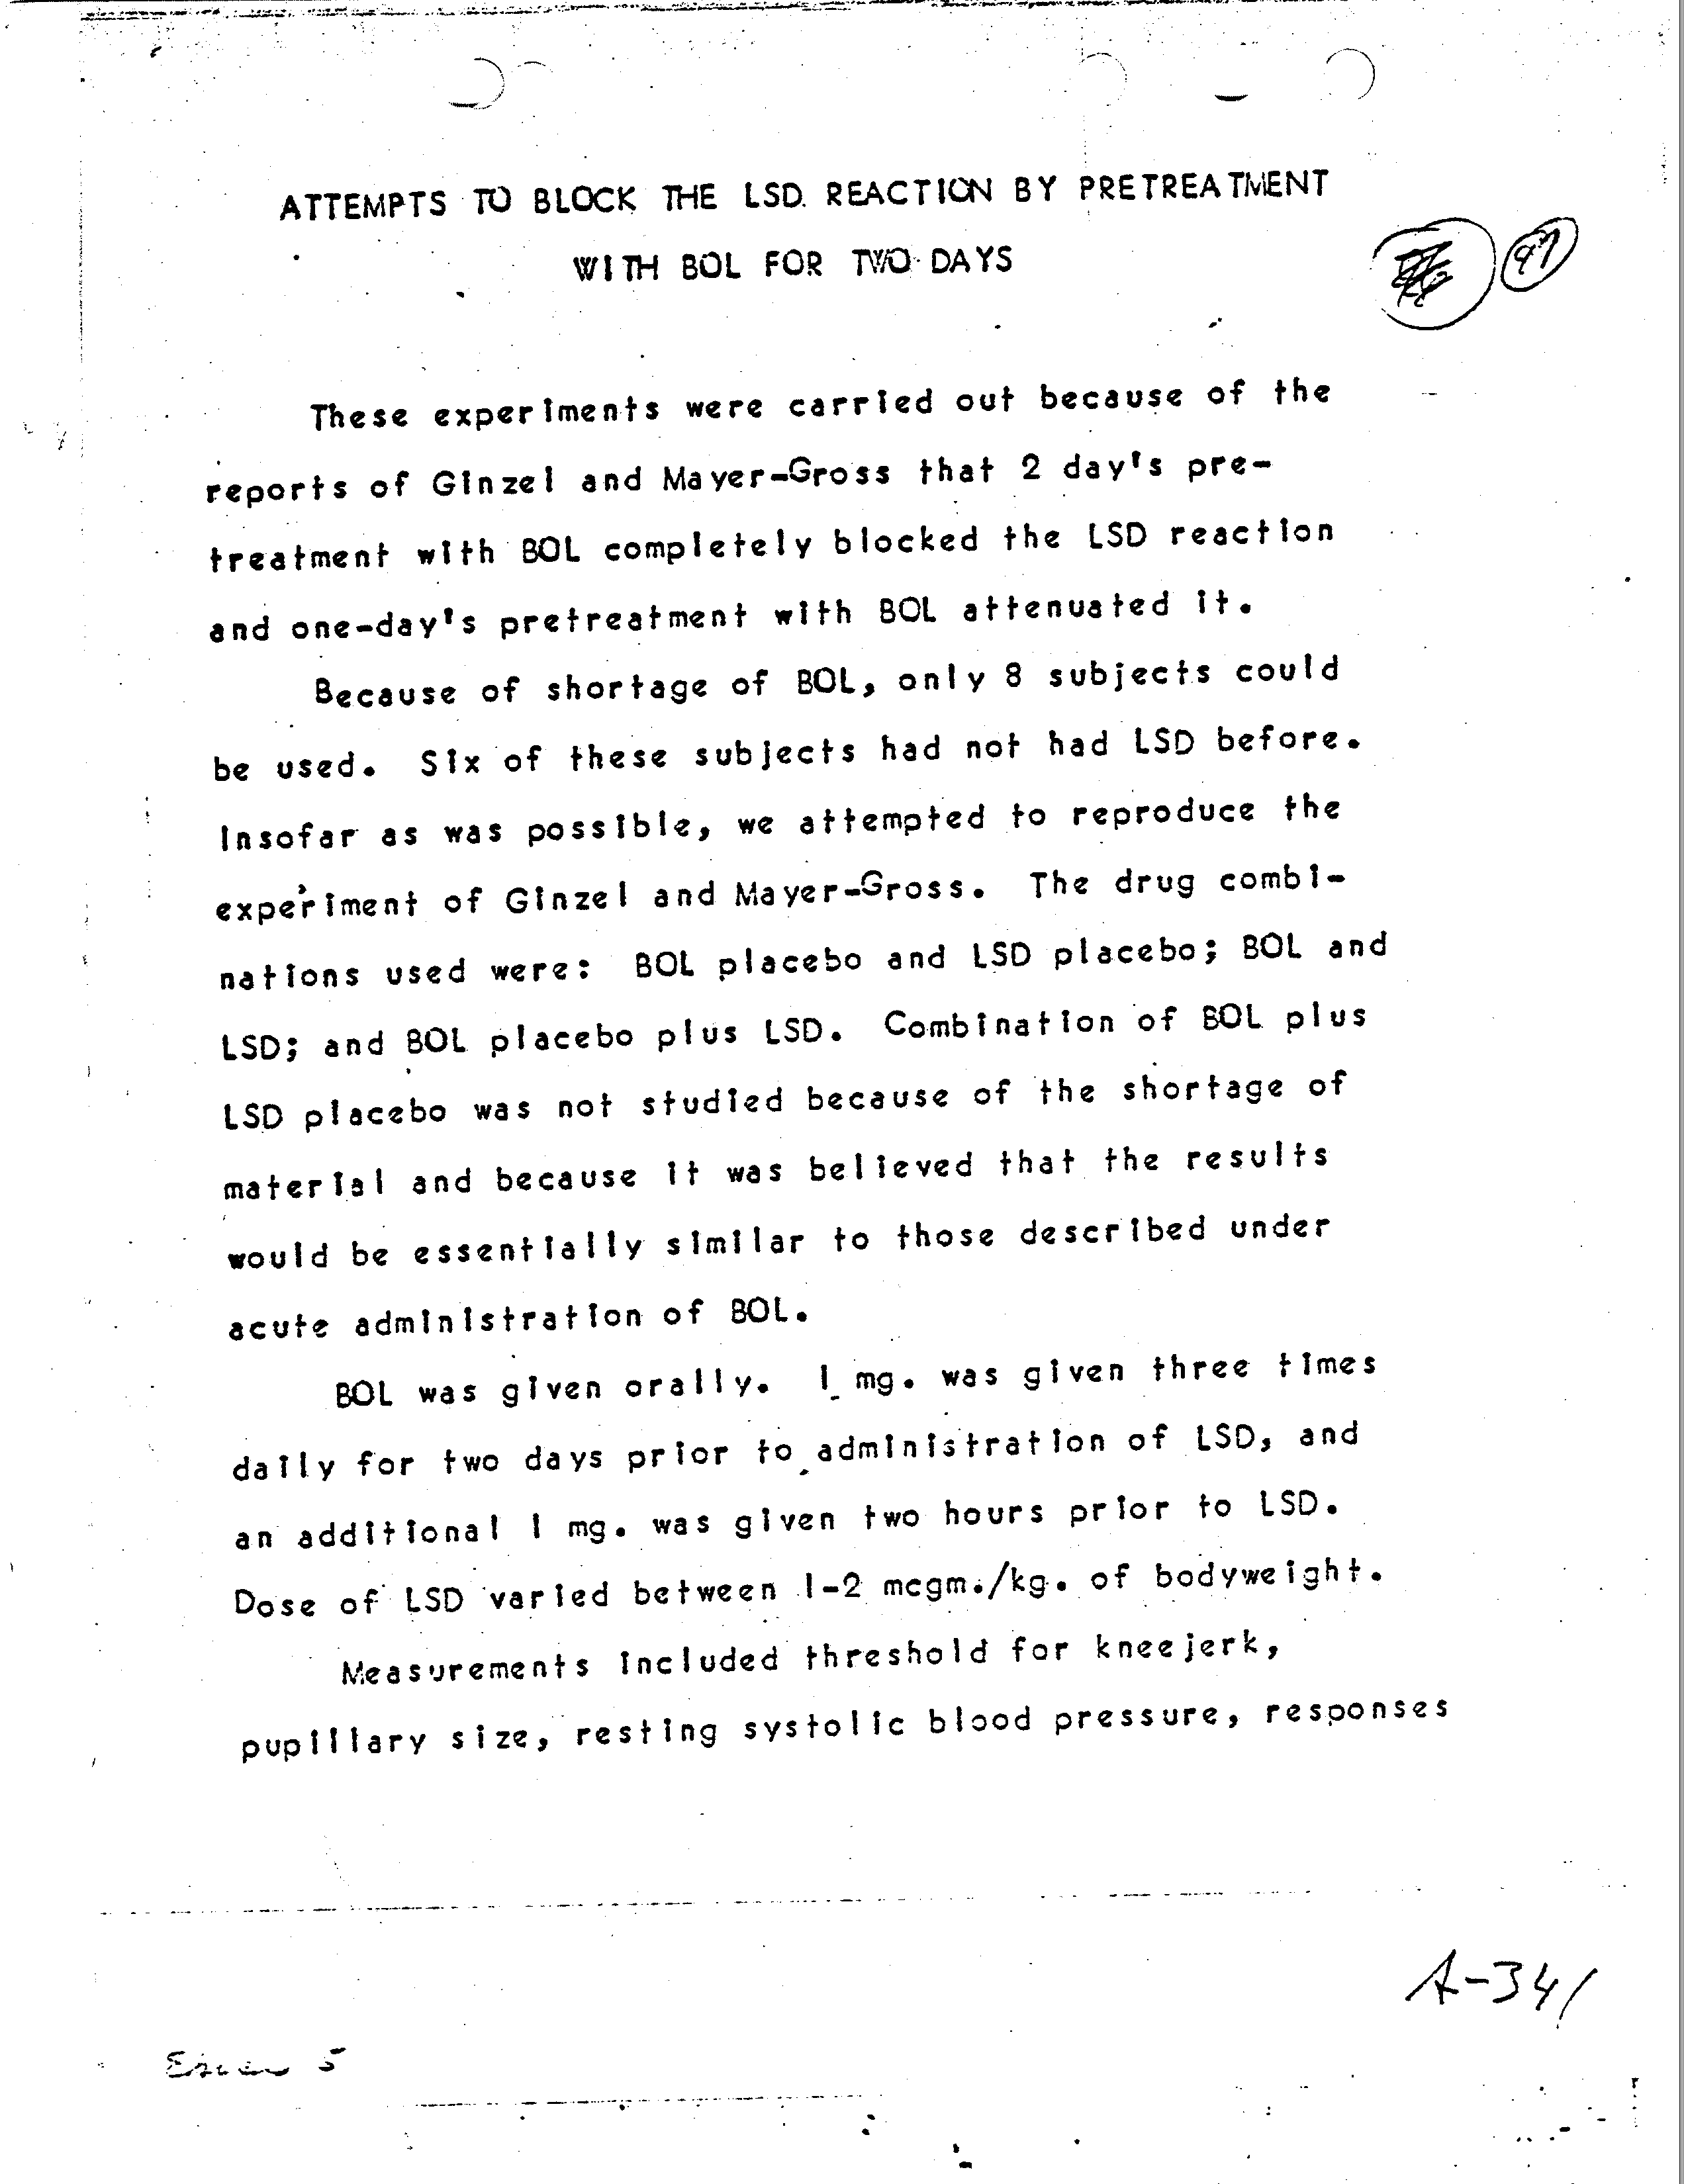 ATTEMPTS TO BLOCK THE LSD REACTION BY PRETREATMENT
WITH BOL FOR TWO DAYS
97
These experiments were carried out because of the
reports of Ginzel and Mayer-Gross that 2 day's pre-
treatment with BOL completely blocked the LSD reaction
and one-day's pretreatment with BOL attenuated it.
Because of shortage of BOL, only 8 subjects could
be used. Six of these subjects had not had LSD before.
Insofar as was possible, we attempted to reproduce the
experiment of Ginzel and Mayer-Gross. The drug combi-
nations used were: BOL placebo and LSD placebo; BOL and
LSD; and BOL placebo plus LSD. Combination of BOL plus
LSD placebo was not studied because of the shortage of
material and because it was believed that the results
would be essentially similar to those described under
acute administration of BOL.
BOL was given orally. 1 mg. was given three times
daily for two days prior to administration of LSD, and
an additional 1 mg. was given two hours prior to LSD.
Dose of LSD varied between 1-2 mcgm./kg. of bodyweight.
Measurements included threshold for kneejerk,
pupillary size, resting systolic blood pressure, responses
A-341
5